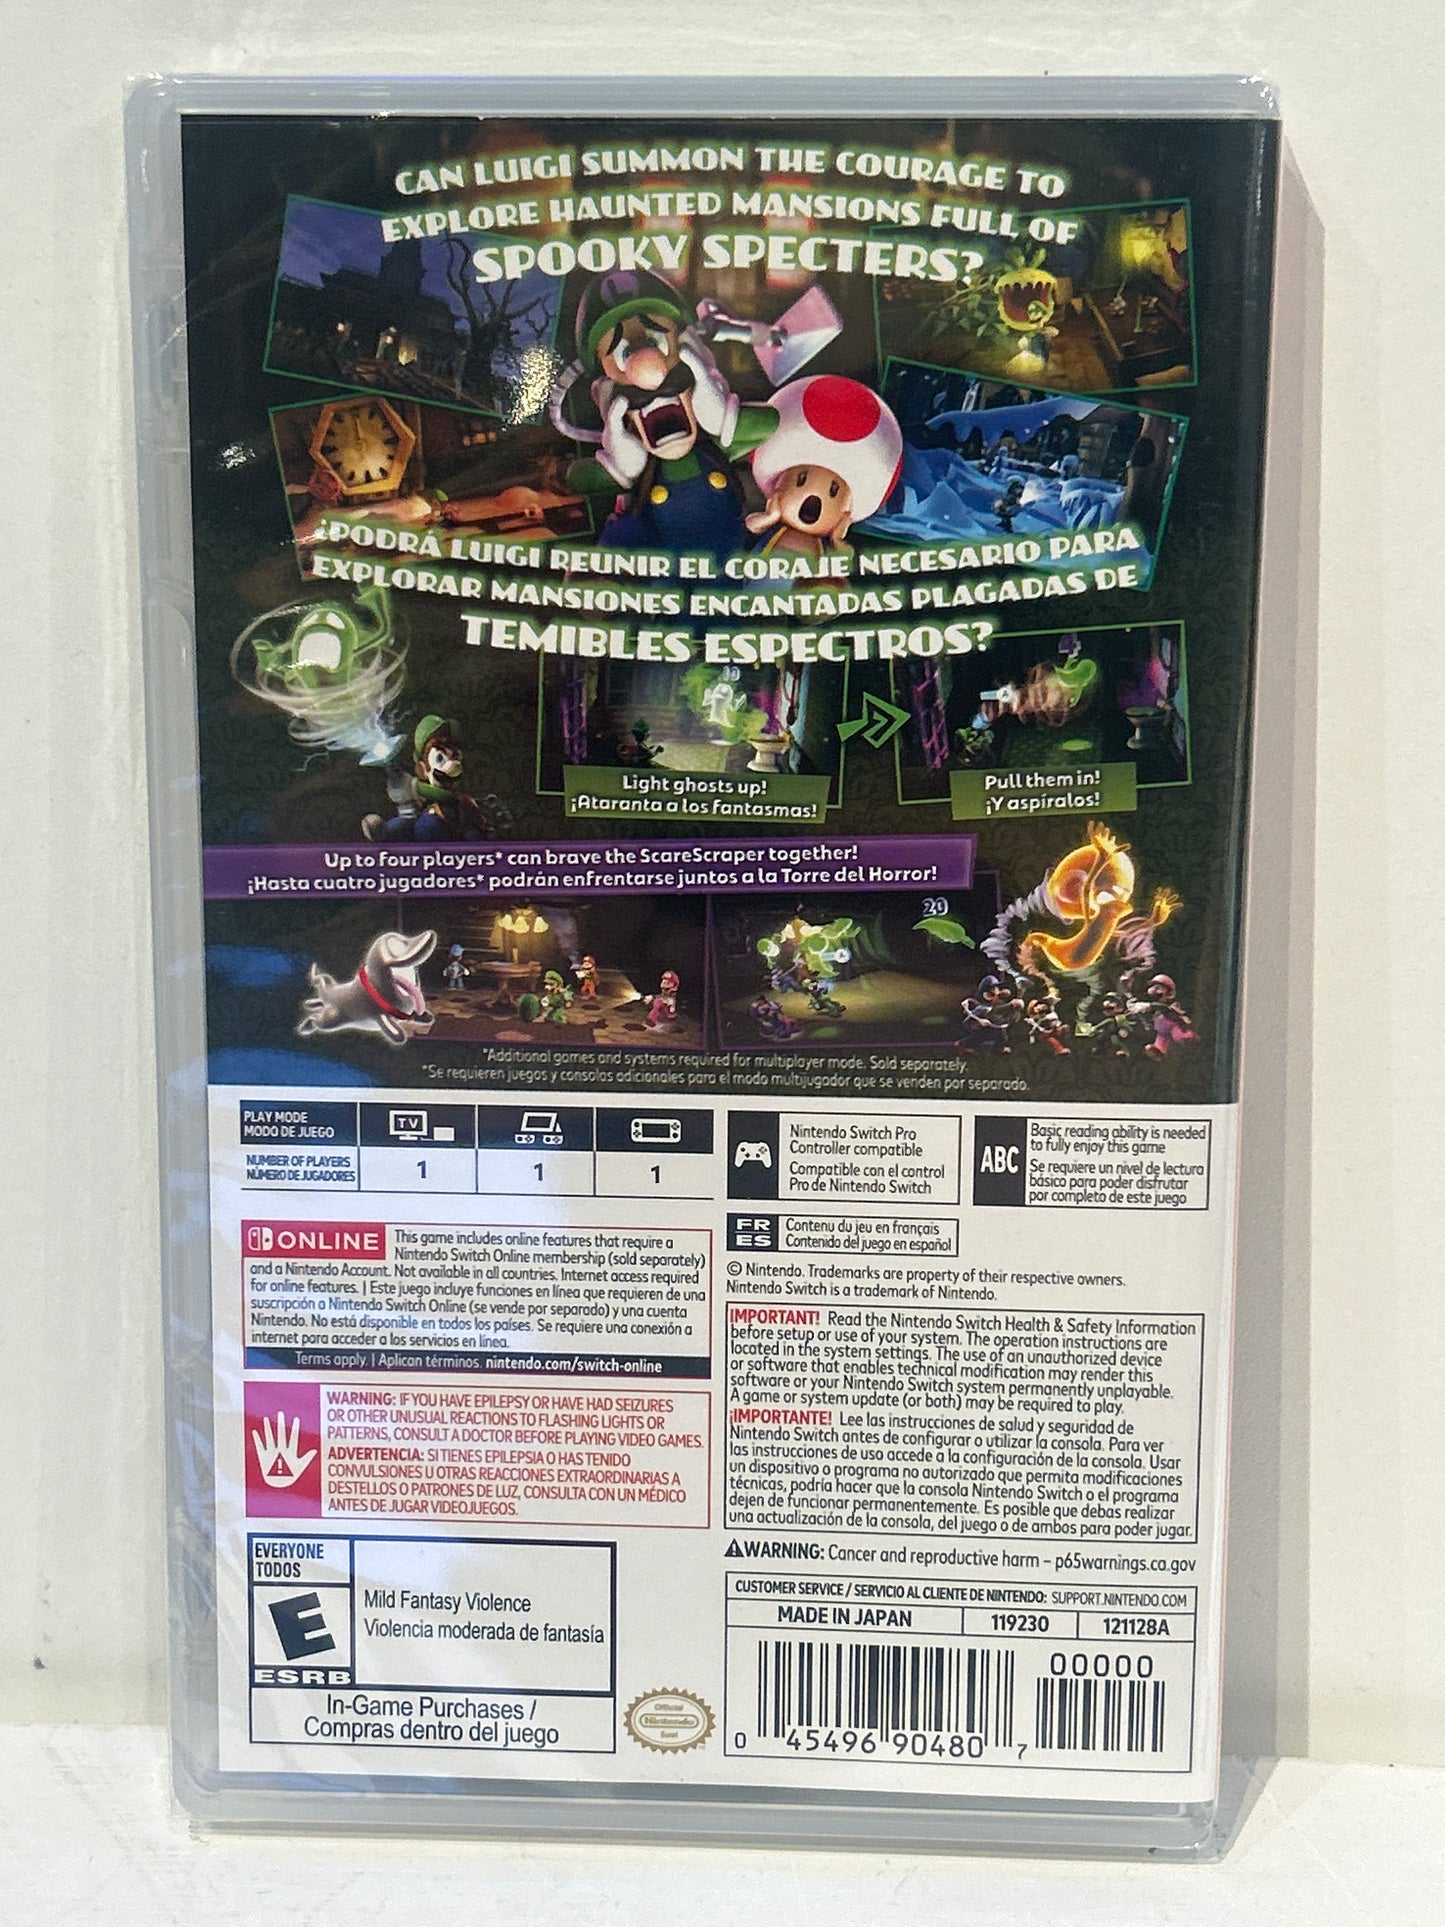 CAN LUIGI SUMMON THE COURAGE TO
EXPLORE HAUNTED MANSIONS FULL OF
SPOOKY SPECTERS?
¿PODRÁ LUIGI REUNIR EL CORAJE NECESARIO PARA
EXPLORAR MANSIONES ENCANTADAS PLAGADAS DE
TEMIBLES ESPECTROS?
10
4
Light ghosts up!
¡Ataranta a los fantasmas!
Pull them in!
¡Y aspíralos!
Up to four players* can brave the ScareScraper together!
¡Hasta cuatro jugadores* podrán enfrentarse juntos a la Torre del Horror!
20
*Additional games and systems required for multiplayer mode. Sold separately.
*Se requieren juegos y consolas adicionales para el modo multijugador que se venden por separado.
PLAY MODE
MODO DE JUEGO
TV
NUMBER OF PLAYERS
NÚMERO DE JUGADORES
1
1
1
Nintendo Switch Pro
Controller compatible
Compatible con el control
Pro de Nintendo Switch
ABC
Basic reading ability is needed
to fully enjoy this game
Se requiere un nivel de lectura
básico para poder disfrutar
por completo de este juego
FR
ES
Contenu du jeu en français
Contenido del juego en español
ONLINE
This game includes online features that require a
Nintendo Switch Online membership (sold separately)
and a Nintendo Account. Not available in all countries. Internet access required
for online features. | Este juego incluye funciones en línea que requieren de una
suscripción a Nintendo Switch Online (se vende por separado) y una cuenta
Nintendo. No está disponible en todos los países. Se requiere una conexión a
internet para acceder a los servicios en línea.
Terms apply. | Aplican términos. nintendo.com/switch-online
© Nintendo. Trademarks are property of their respective owners.
Nintendo Switch is a trademark of Nintendo.
IMPORTANT! Read the Nintendo Switch Health & Safety Information
before setup or use of your system. The operation instructions are
located in the system settings. The use of an unauthorized device
or software that enables technical modification may render this
software or your Nintendo Switch system permanently unplayable.
A game or system update (or both) may be required to play.
¡IMPORTANTE! Lee las instrucciones de salud y seguridad de
Nintendo Switch antes de configurar o utilizar la consola. Para ver
las instrucciones de uso accede a la configuración de la consola. Usar
un dispositivo o programa no autorizado que permita modificaciones
técnicas, podría hacer que la consola Nintendo Switch o el programa
dejen de funcionar permanentemente. Es posible que debas realizar
una actualización de la consola, del juego o de ambos para poder jugar.
WARNING: IF YOU HAVE EPILEPSY OR HAVE HAD SEIZURES
OR OTHER UNUSUAL REACTIONS TO FLASHING LIGHTS OR
PATTERNS, CONSULT A DOCTOR BEFORE PLAYING VIDEO GAMES.
ADVERTENCIA: SI TIENES EPILEPSIA O HAS TENIDO
CONVULSIONES U OTRAS REACCIONES EXTRAORDINARIAS A
DESTELLOS O PATRONES DE LUZ, CONSULTA CON UN MÉDICO
ANTES DE JUGAR VIDEOJUEGOS.
EVERYONE
TODOS
E
ESRB
Mild Fantasy Violence
Violencia moderada de fantasía
In-Game Purchases /
Compras dentro del juego
Official
Nintendo
Seal
WARNING: Cancer and reproductive harm – p65warnings.ca.gov
CUSTOMER SERVICE / SERVICIO AL CLIENTE DE NINTENDO: SUPPORT.NINTENDO.COM
MADE IN JAPAN
119230
121128A
00000
0 45496 90480 7